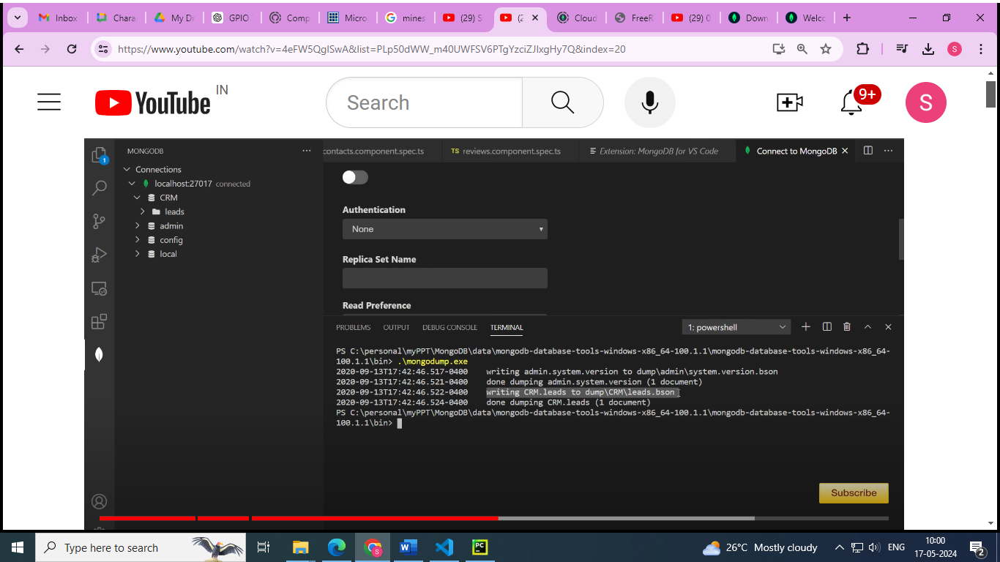 Inbox
Chara
My Dr
GPIO
Comp
Micro
mines
(29) S
(2
Cloud
FreeR
(29) 0
Down
Welcc
https://www.youtube.com/watch?v=4eFW5QgISwA&list=PLp50dWW_m40UWFSV6PTgYzciZJIxgHy7Q&index=20
S
YouTube IN
Search
9+
S
MONGODB
contacts.component.spec.ts
TS reviews.component.spec.ts
Extension: MongoDB for VS Code
Connect to MongoDB
1
Connections
localhost:27017 connected
CRM
leads
admin
config
local
Authentication
None
Replica Set Name
Read Preference
PROBLEMS OUTPUT DEBUG CONSOLE TERMINAL
1: powershell
PS C:\personal\myPPT\MongoDB\data\mongodb-database-tools-windows-x86_64-100.1.1\mongodb-database-tools-windows-x86_64-
100.1.1\bin> .\mongodump.exe
2020-09-13T17:42:46.517-0400 writing admin.system.version to dump\admin\system.version.bson
2020-09-13T17:42:46.521-0400 done dumping admin.system.version (1 document)
2020-09-13T17:42:46.522-0400 writing CRM.leads to dump\CRM\leads.bson
2020-09-13T17:42:46.524-0400 done dumping CRM.leads (1 document)
PS C:\personal\myPPT\MongoDB\data\mongodb-database-tools-windows-x86_64-100.1.1\mongodb-database-tools-windows-x86_64-
100.1.1\bin>
Subscribe
Type here to search
S
W
PC
26°C Mostly cloudy
ENG
10:00
17-05-2024
2